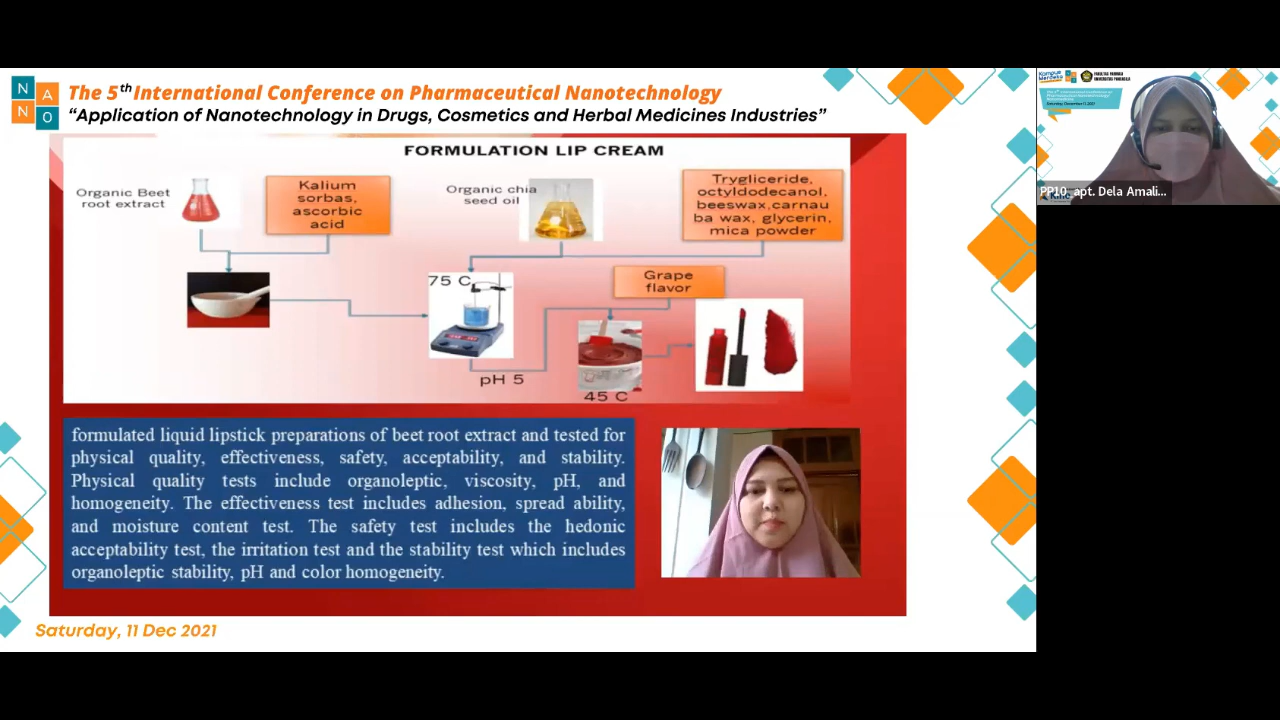 NANO
The 5th International Conference on Pharmaceutical Nanotechnology
“Application of Nanotechnology in Drugs, Cosmetics and Herbal Medicines Industries”
FORMULATION LIP CREAM
Organic Beet
root extract
Kalium
sorbas,
ascorbic
acid
Organic chia
seed oil
Trygliceride,
octyldodecanol,
beeswax,carnau
ba wax, glycerin,
mica powder
75 C
Grape
flavor
pH 5
45 C
formulated liquid lipstick preparations of beet root extract and tested for
physical quality, effectiveness, safety, acceptability, and stability.
Physical quality tests include organoleptic, viscosity, pH, and
homogeneity. The effectiveness test includes adhesion, spread ability,
and moisture content test. The safety test includes the hedonic
acceptability test, the irritation test and the stability test which includes
organoleptic stability, pH and color homogeneity.
Saturday, 11 Dec 2021
PP10_apt. Dela Amali...